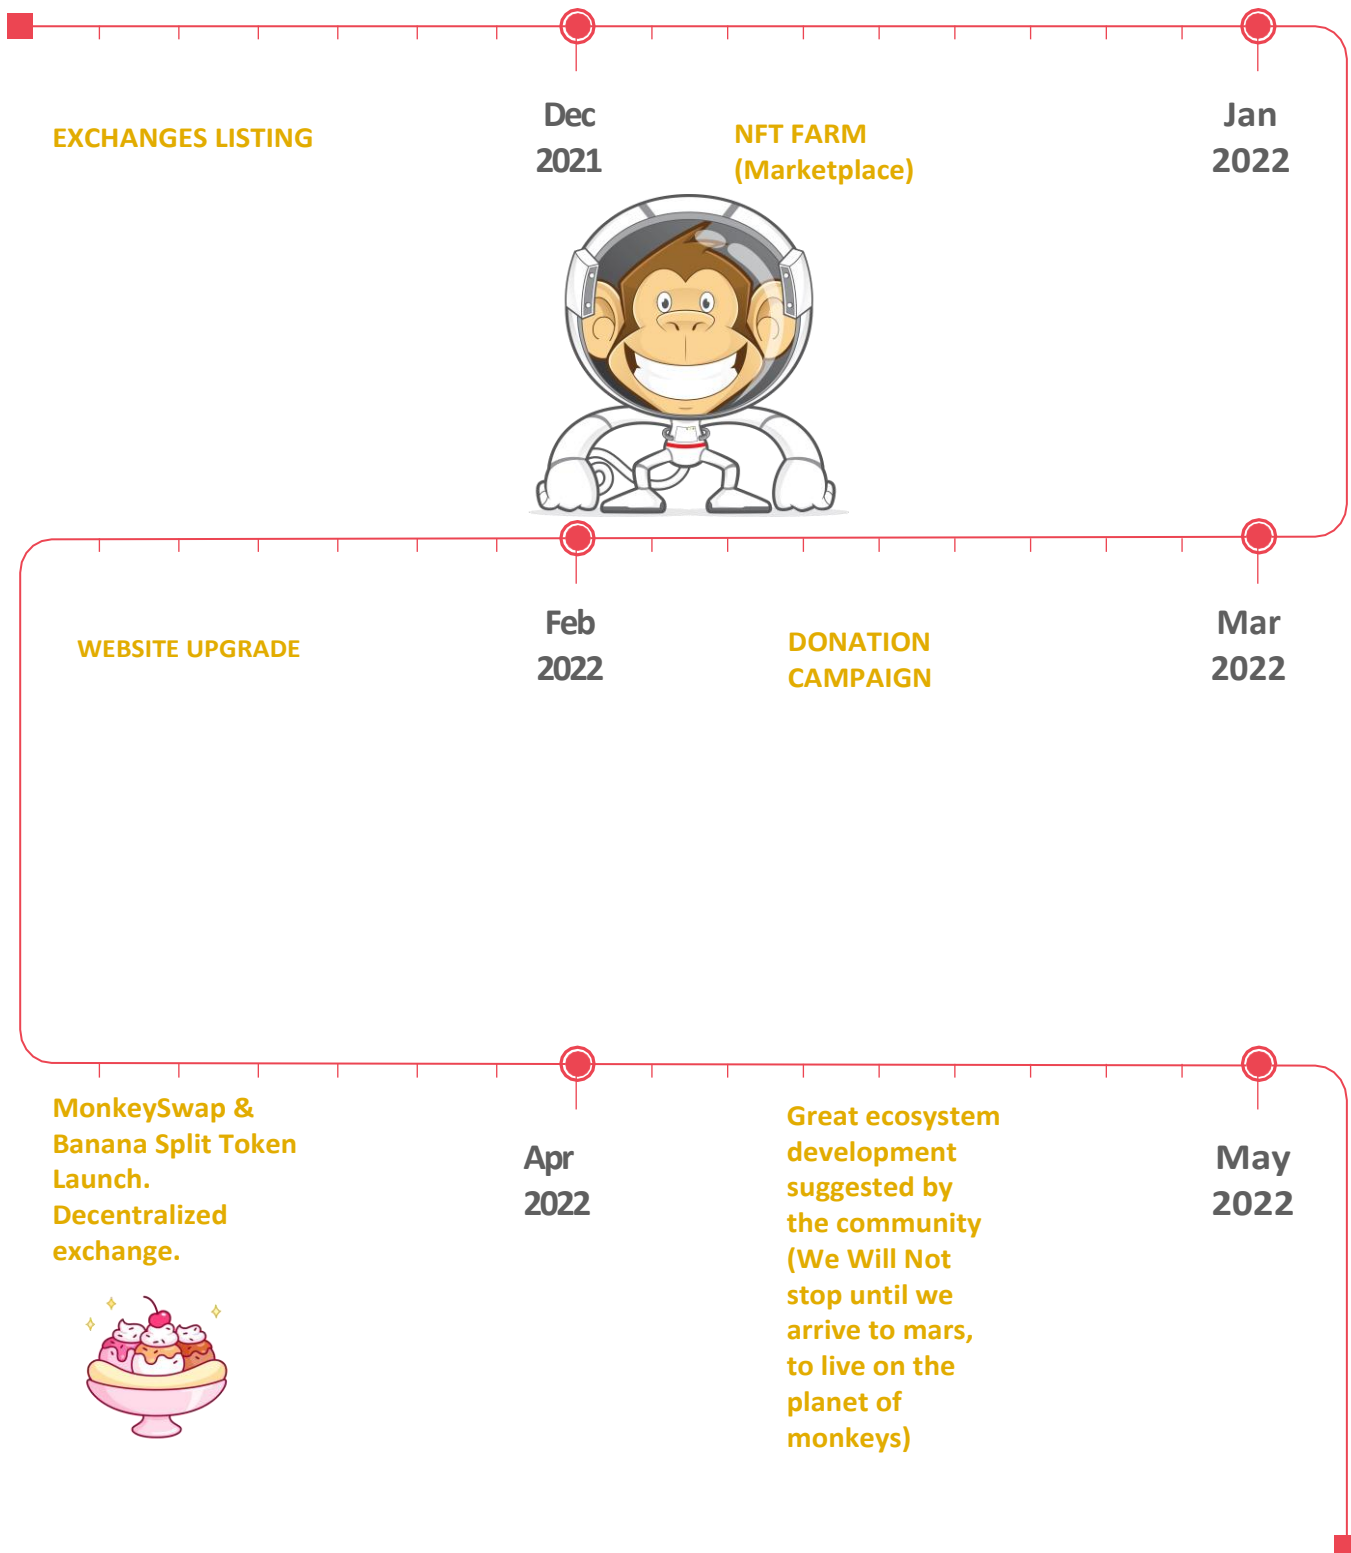 EXCHANGES LISTING
Dec
2021
NFT FARM
(Marketplace)
Jan
2022
WEBSITE UPGRADE
Feb
2022
DONATION
CAMPAIGN
Mar
2022
MonkeySwap &
Banana Split Token
Launch.
Decentralized
exchange.
Apr
2022
Great ecosystem
development
suggested by
the community
(We Will Not
stop until we
arrive to mars,
to live on the
planet of
monkeys)
May
2022